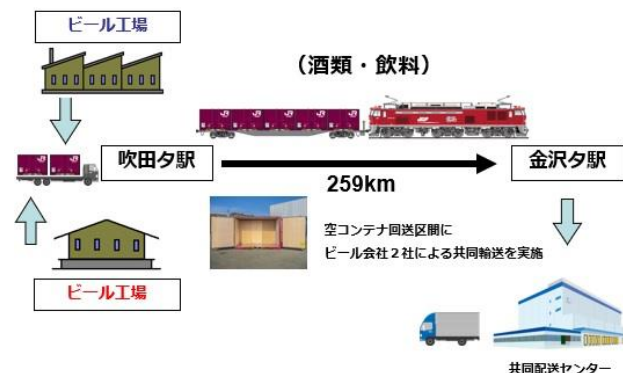 ビール工場
（酒類・飲料）
吹田タ駅
259km
金沢タ駅
空コンテナ回送区間に
ビール会社２社による共同輸送を実施
ビール工場
共同配送センター